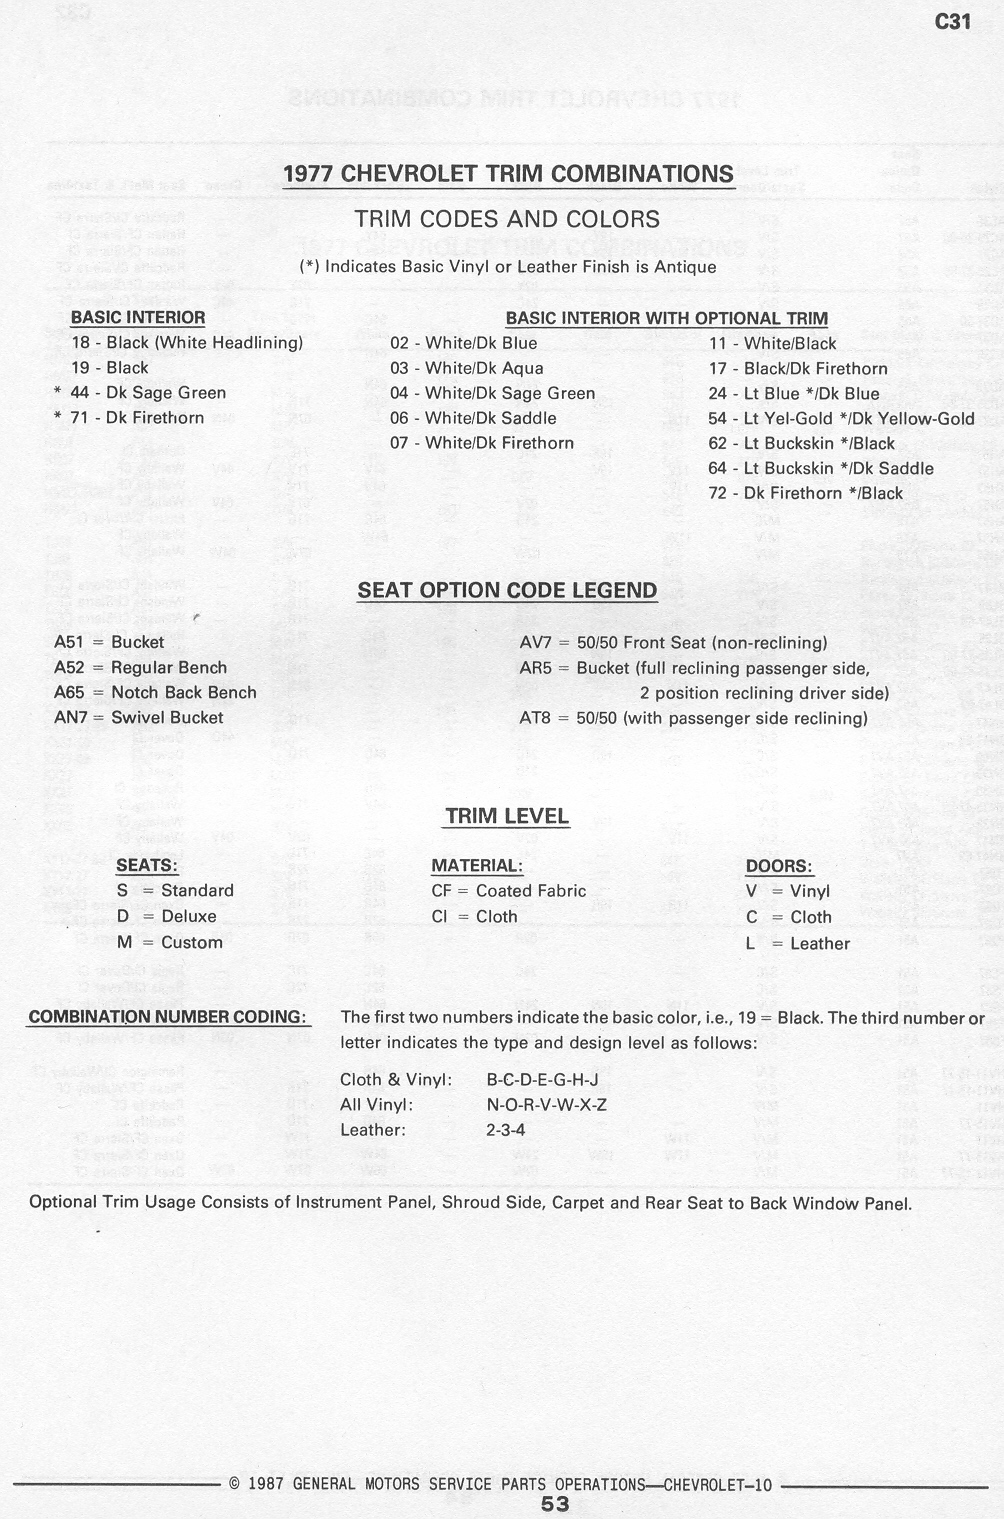 C31
1977 CHEVROLET TRIM COMBINATIONS
TRIM CODES AND COLORS
(*) Indicates Basic Vinyl or Leather Finish is Antique
BASIC INTERIOR
18 - Black (White Headlining)
19 - Black
* 44 - Dk Sage Green
* 71 - Dk Firethorn
BASIC INTERIOR WITH OPTIONAL TRIM
02 - White/Dk Blue
03 - White/Dk Aqua
04 - White/Dk Sage Green
06 - White/Dk Saddle
07 - White/Dk Firethorn
11 - White/Black
17 - Black/Dk Firethorn
24 - Lt Blue */Dk Blue
54 - Lt Yel-Gold */Dk Yellow-Gold
62 - Lt Buckskin */Black
64 - Lt Buckskin */Dk Saddle
72 - Dk Firethorn */Black
SEAT OPTION CODE LEGEND
A51 = Bucket
A52 = Regular Bench
A65 = Notch Back Bench
AN7 = Swivel Bucket
AV7 = 50/50 Front Seat (non-reclining)
AR5 = Bucket (full reclining passenger side,
2 position reclining driver side)
AT8 = 50/50 (with passenger side reclining)
TRIM LEVEL
SEATS:
S = Standard
D = Deluxe
M = Custom
MATERIAL:
CF = Coated Fabric
Cl = Cloth
DOORS:
V = Vinyl
C = Cloth
L = Leather
COMBINATION NUMBER CODING: The first two numbers indicate the basic color, i.e., 19 = Black. The third number or
letter indicates the type and design level as follows:
Cloth & Vinyl: B-C-D-E-G-H-J
All Vinyl: N-O-R-V-W-X-Z
Leather: 2-3-4
Optional Trim Usage Consists of Instrument Panel, Shroud Side, Carpet and Rear Seat to Back Window Panel.
© 1987 GENERAL MOTORS SERVICE PARTS OPERATIONS—CHEVROLET–10
53